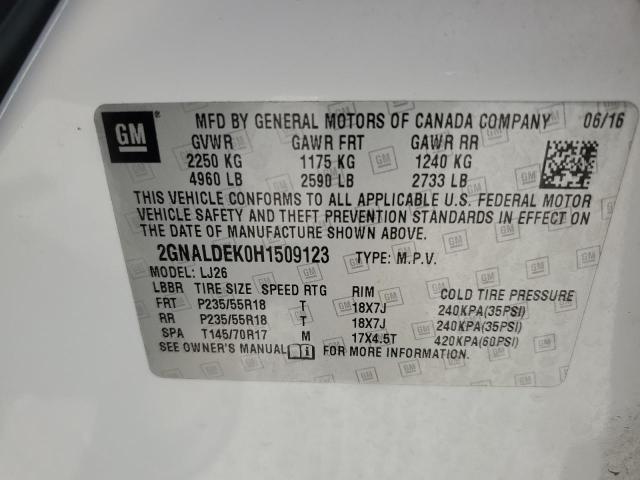 GM
MFD BY GENERAL MOTORS OF CANADA COMPANY 06/16
GVWR GAWR FRT GAWR RR
2250 KG 1175 KG 1240 KG
4960 LB 2590 LB 2733 LB
THIS VEHICLE CONFORMS TO ALL APPLICABLE U.S. FEDERAL MOTOR
VEHICLE SAFETY AND THEFT PREVENTION STANDARDS IN EFFECT ON
THE DATE OF MANUFACTURE SHOWN ABOVE.
2GNALDEK0H1509123 TYPE: M.P.V.
MODEL: LJ26
LBBR TIRE SIZE SPEED RTG RIM COLD TIRE PRESSURE
FRT P235/55R18 T 18X7J 240KPA(35PSI)
RR P235/55R18 T 18X7J 240KPA(35PSI)
SPA T145/70R17 M 17X4.5T 420KPA(60PSI)
SEE OWNER'S MANUAL FOR MORE INFORMATION.